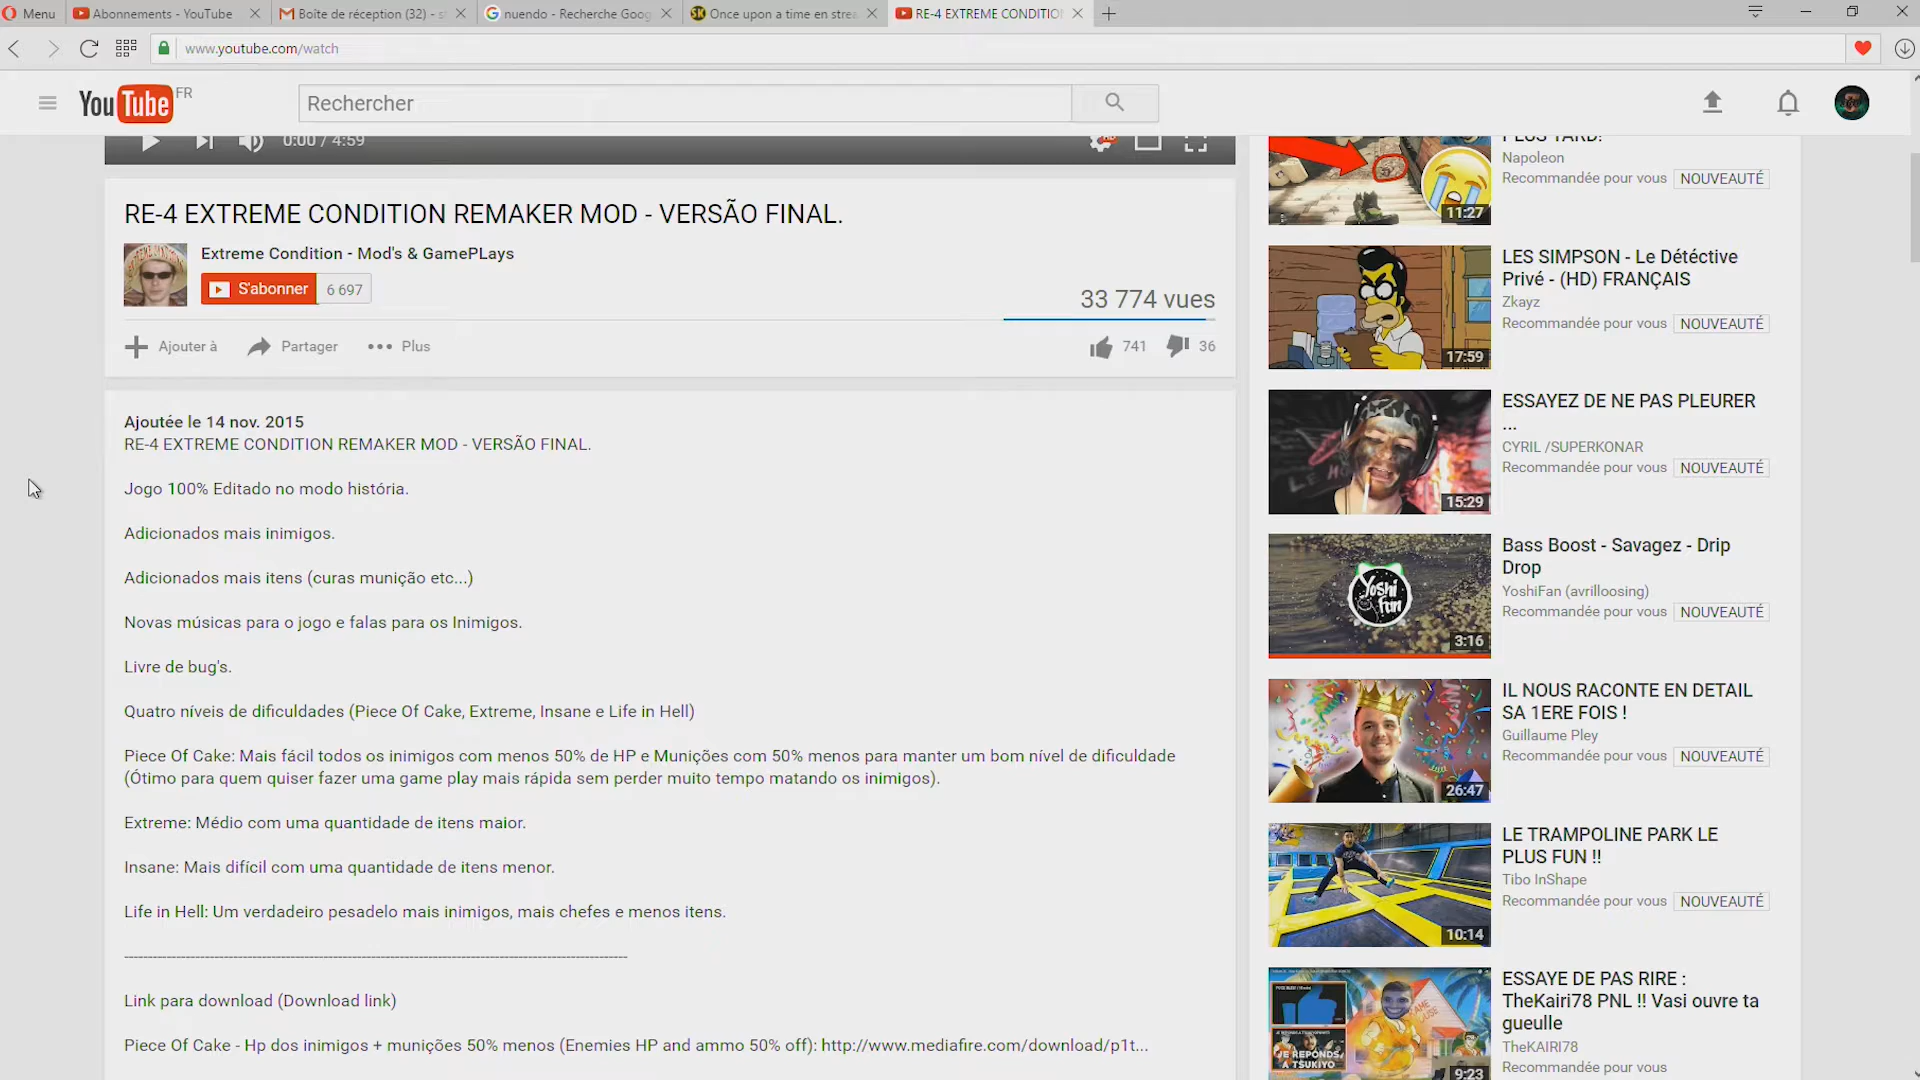 Menu
Abonnements - YouTube
Boîte de réception (32) - s
nuendo - Recherche Goog
Once upon a time en strea
RE-4 EXTREME CONDITION
www.youtube.com/watch
YouTube FR
Rechercher
0:00 / 4:59
RE-4 EXTREME CONDITION REMAKER MOD - VERSÃO FINAL.
Extreme Condition - Mod's & GamePLays
S'abonner 6 697
33 774 vues
Ajouter à
Partager
Plus
741
36
Ajoutée le 14 nov. 2015
RE-4 EXTREME CONDITION REMAKER MOD - VERSÃO FINAL.
Jogo 100% Editado no modo história.
Adicionados mais inimigos.
Adicionados mais itens (curas munição etc...)
Novas músicas para o jogo e falas para os Inimigos.
Livre de bug's.
Quatro níveis de dificuldades (Piece Of Cake, Extreme, Insane e Life in Hell)
Piece Of Cake: Mais fácil todos os inimigos com menos 50% de HP e Munições com 50% menos para manter um bom nível de dificuldade
(Ótimo para quem quiser fazer uma game play mais rápida sem perder muito tempo matando os inimigos).
Extreme: Médio com uma quantidade de itens maior.
Insane: Mais difícil com uma quantidade de itens menor.
Life in Hell: Um verdadeiro pesadelo mais inimigos, mais chefes e menos itens.
--------------------------------------------------------------------------------------------------------------
Link para download (Download link)
Piece Of Cake - Hp dos inimigos + munições 50% menos (Enemies HP and ammo 50% off): http://www.mediafire.com/download/p1t...
PLUS TARD!
Napoleon
Recommandée pour vous NOUVEAUTÉ
11:27
LES SIMPSON - Le Détéctive
Privé - (HD) FRANÇAIS
Zkayz
Recommandée pour vous NOUVEAUTÉ
17:59
ESSAYEZ DE NE PAS PLEURER
...
CYRIL /SUPERKONAR
Recommandée pour vous NOUVEAUTÉ
15:29
Bass Boost - Savagez - Drip
Drop
YoshiFan (avrilloosing)
Recommandée pour vous NOUVEAUTÉ
Yoshi
fan
3:16
IL NOUS RACONTE EN DETAIL
SA 1ERE FOIS !
Guillaume Pley
Recommandée pour vous NOUVEAUTÉ
26:47
LE TRAMPOLINE PARK LE
PLUS FUN !!
Tibo InShape
Recommandée pour vous NOUVEAUTÉ
10:14
ESSAYE DE PAS RIRE :
TheKairi78 PNL !! Vasi ouvre ta
gueulle
TheKAIRI78
Recommandée pour vous
JE REPONDS
A TSUKIYO
9:23